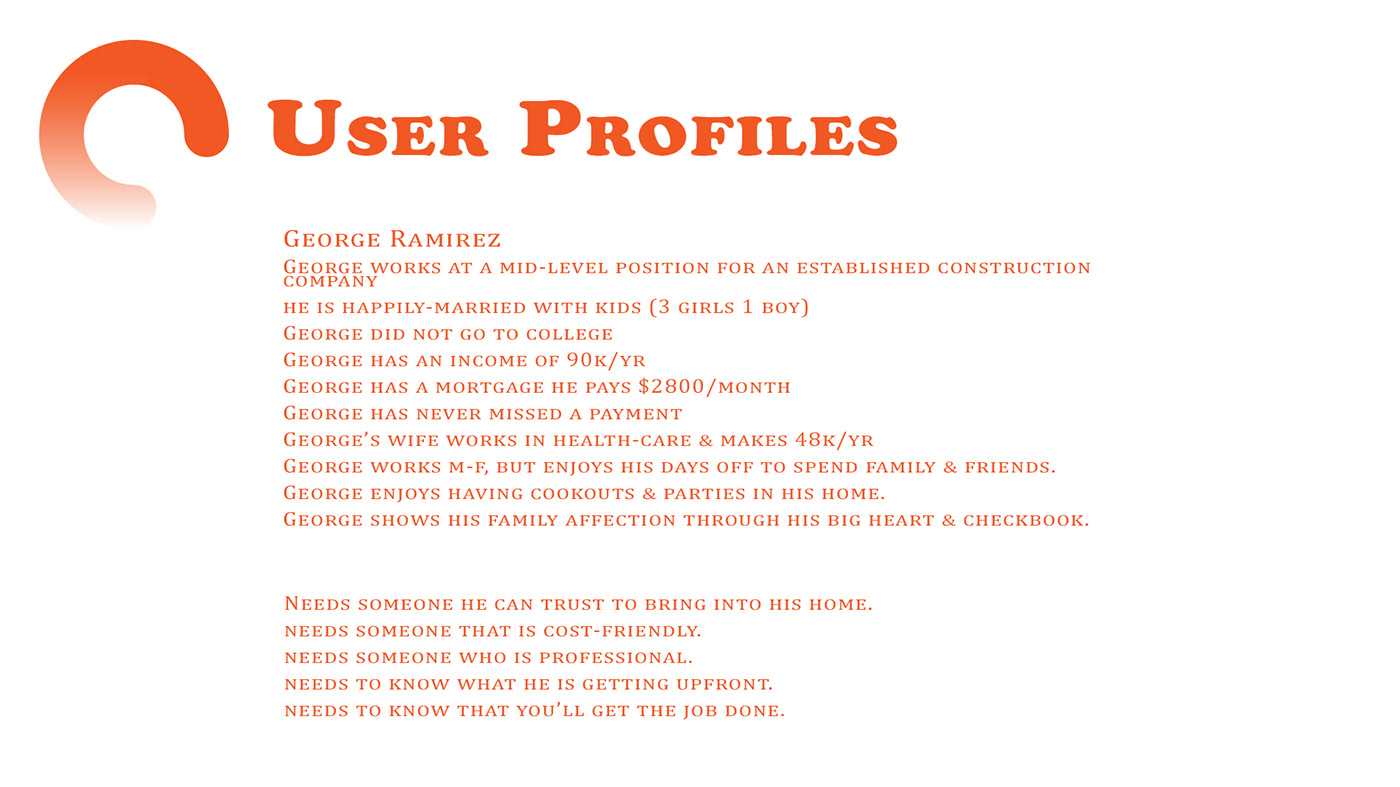 User Profiles
George Ramirez
George works at a mid-level position for an established construction
company
he is happily-married with kids (3 girls 1 boy)
George did not go to college
George has an income of 90k/yr
George has a mortgage he pays $2800/month
George has never missed a payment
George’s wife works in health-care & makes 48k/yr
George works m-f, but enjoys his days off to spend family & friends.
George enjoys having cookouts & parties in his home.
George shows his family affection through his big heart & checkbook.
Needs someone he can trust to bring into his home.
needs someone that is cost-friendly.
needs someone who is professional.
needs to know what he is getting upfront.
needs to know that you’ll get the job done.